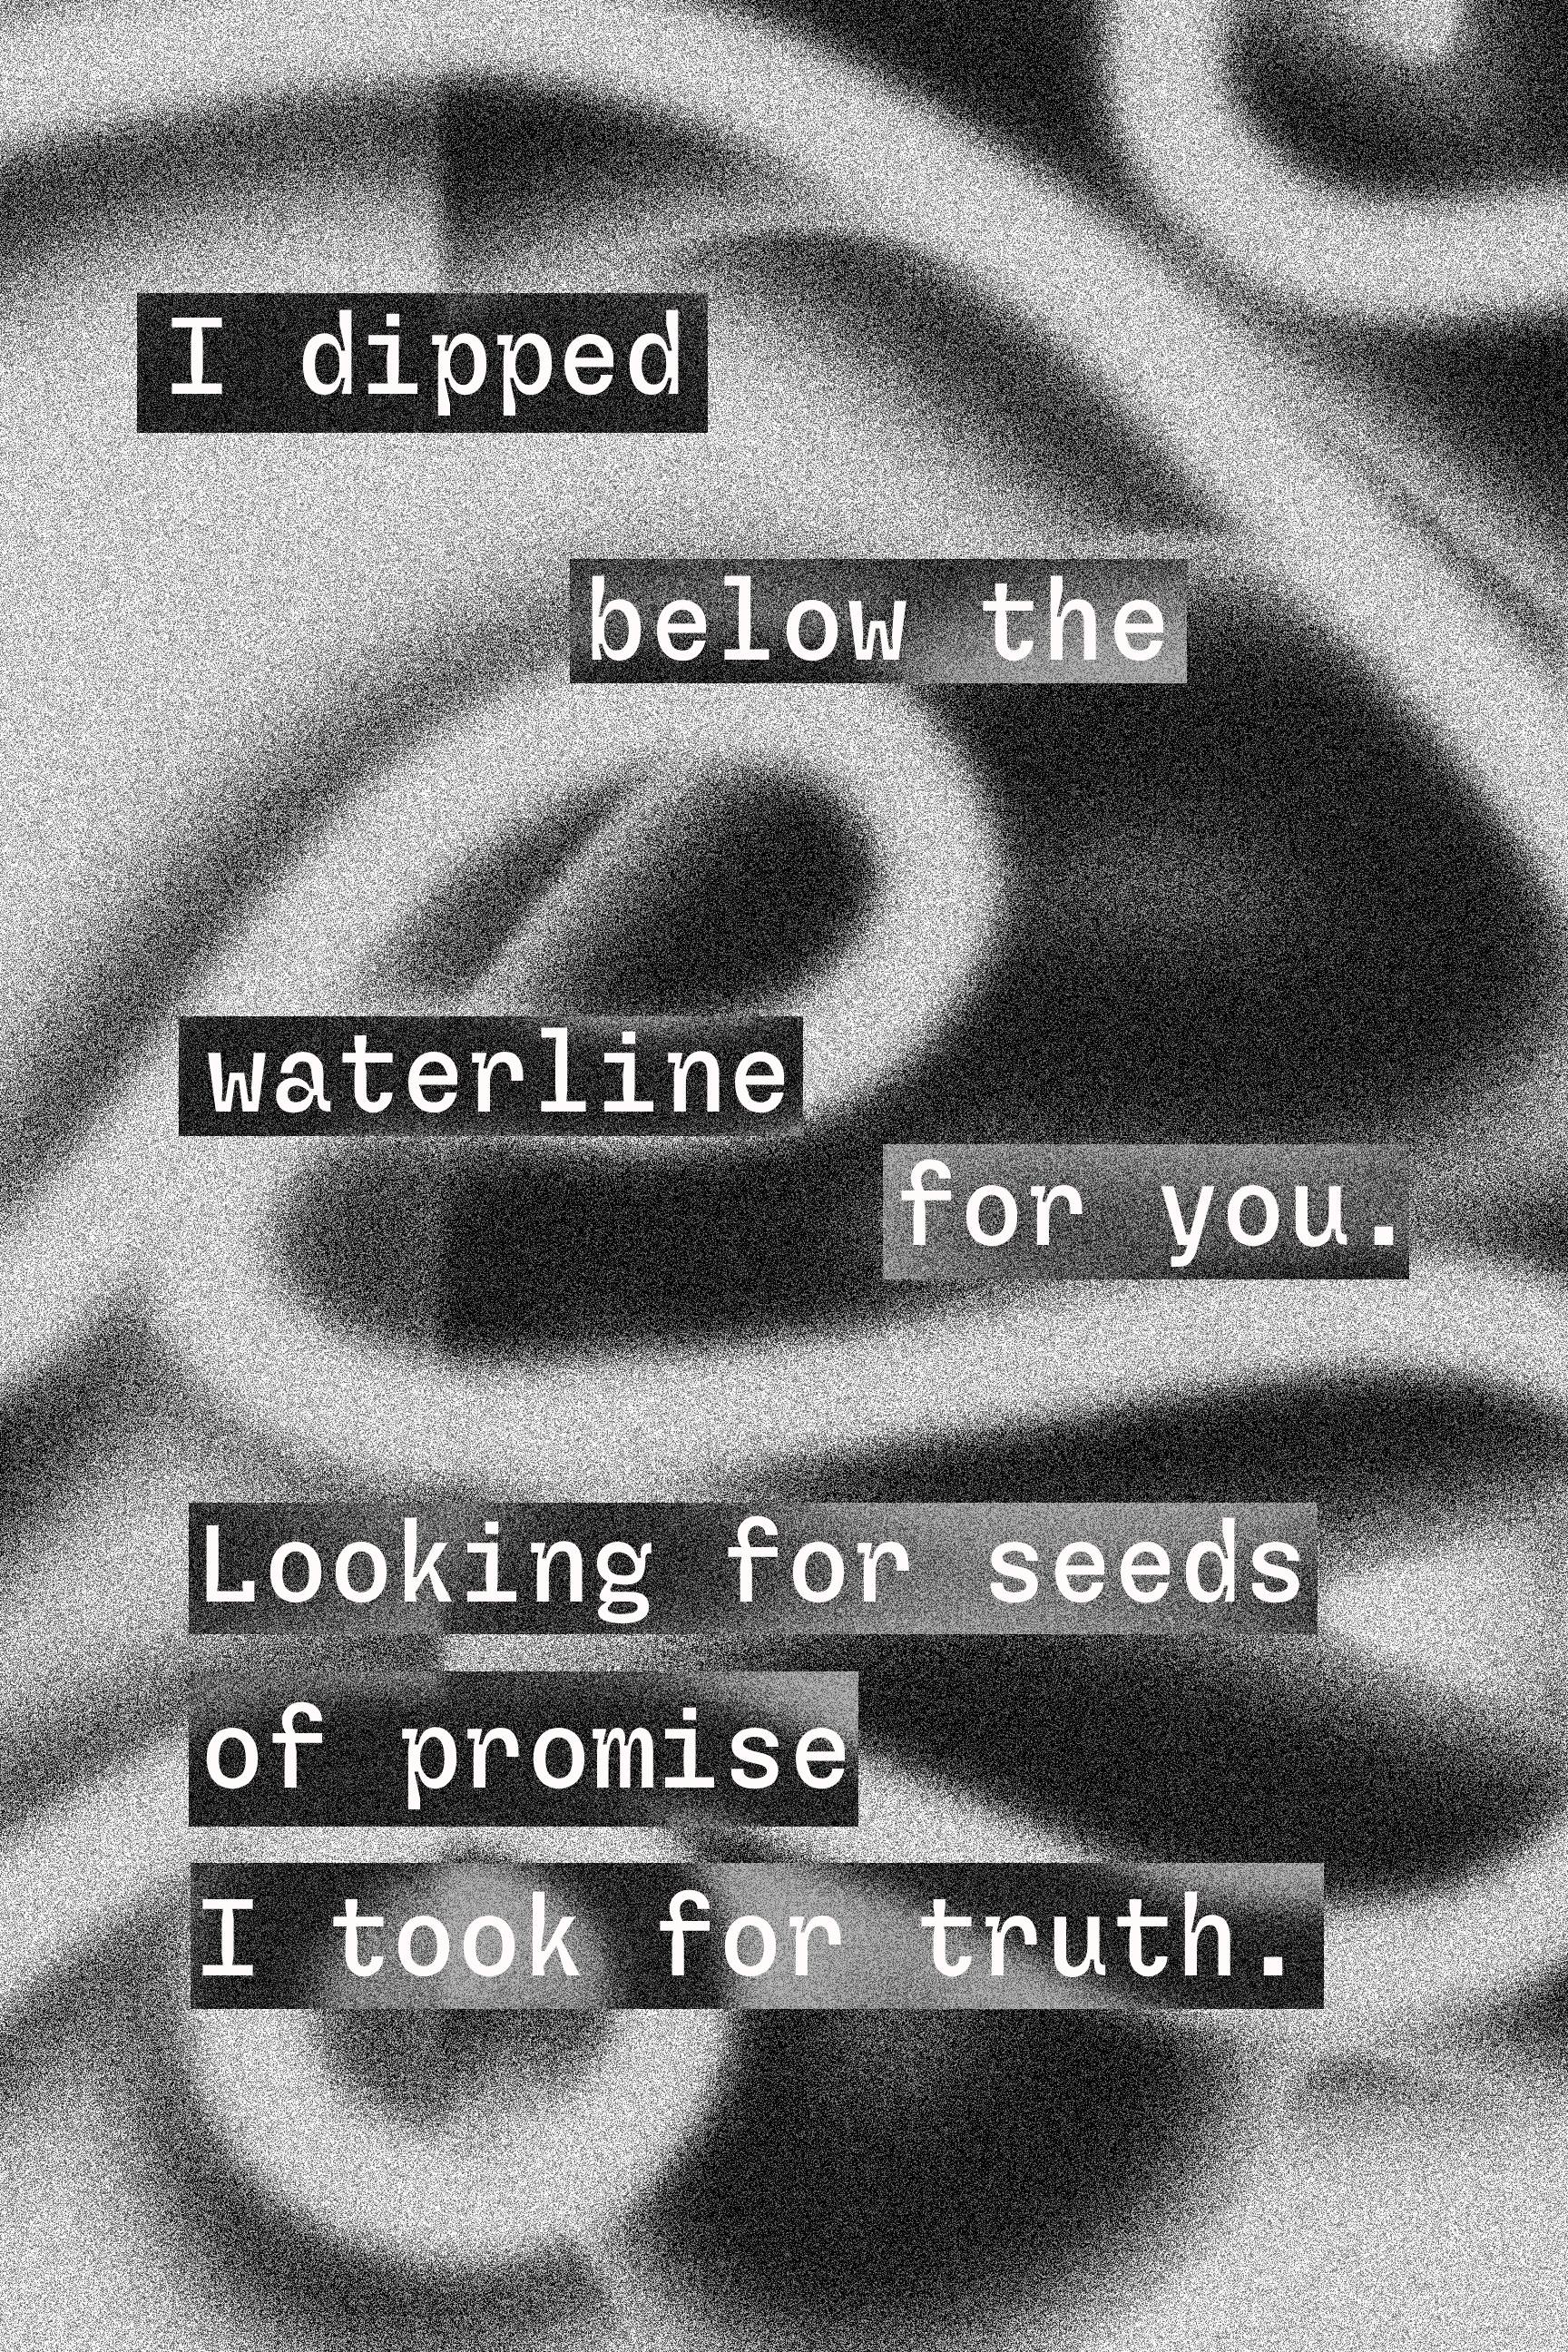 I dipped
below the
waterline
for you.
Looking for seeds
of promise
I took for truth.